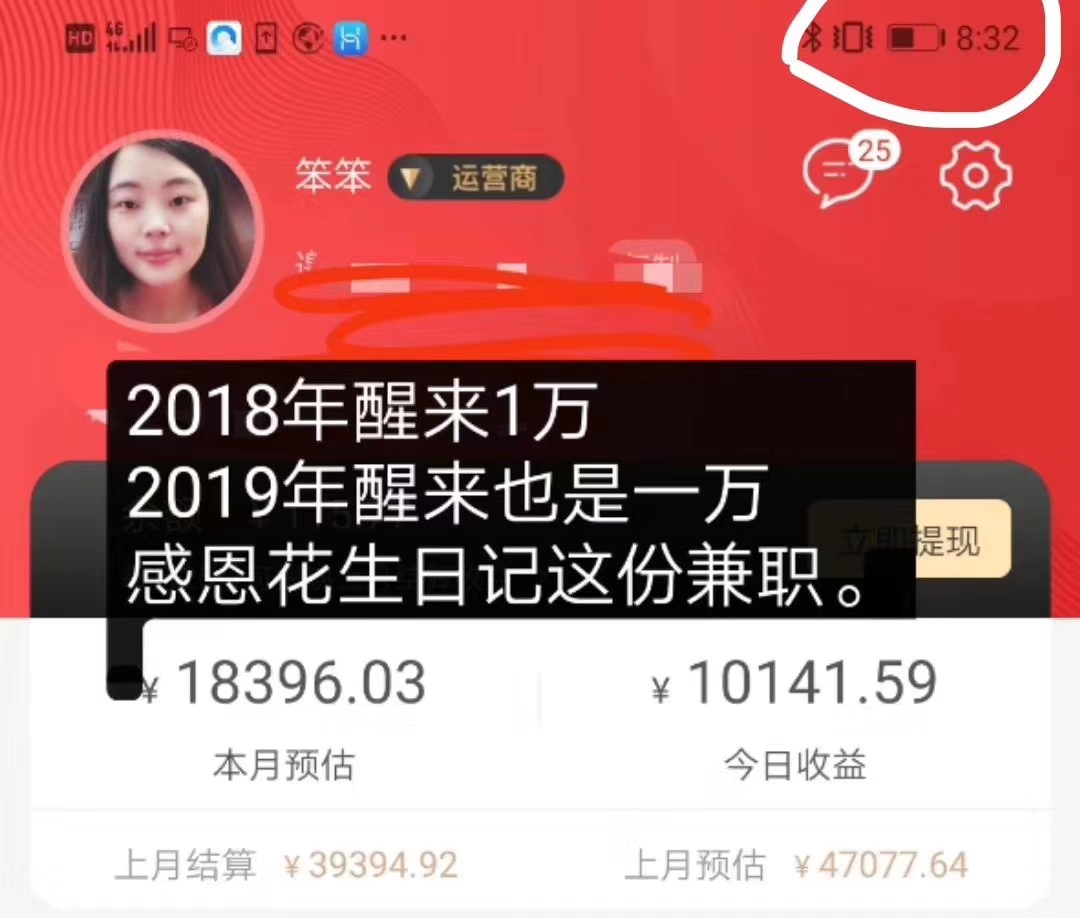 HD 4G 8:32
25
笨笨 运营商
2018年醒来1万
2019年醒来也是一万
感恩花生日记这份兼职。
立即提现
¥ 18396.03 ¥ 10141.59
本月预估 今日收益
上月结算 ¥ 39394.92 上月预估 ¥ 47077.64